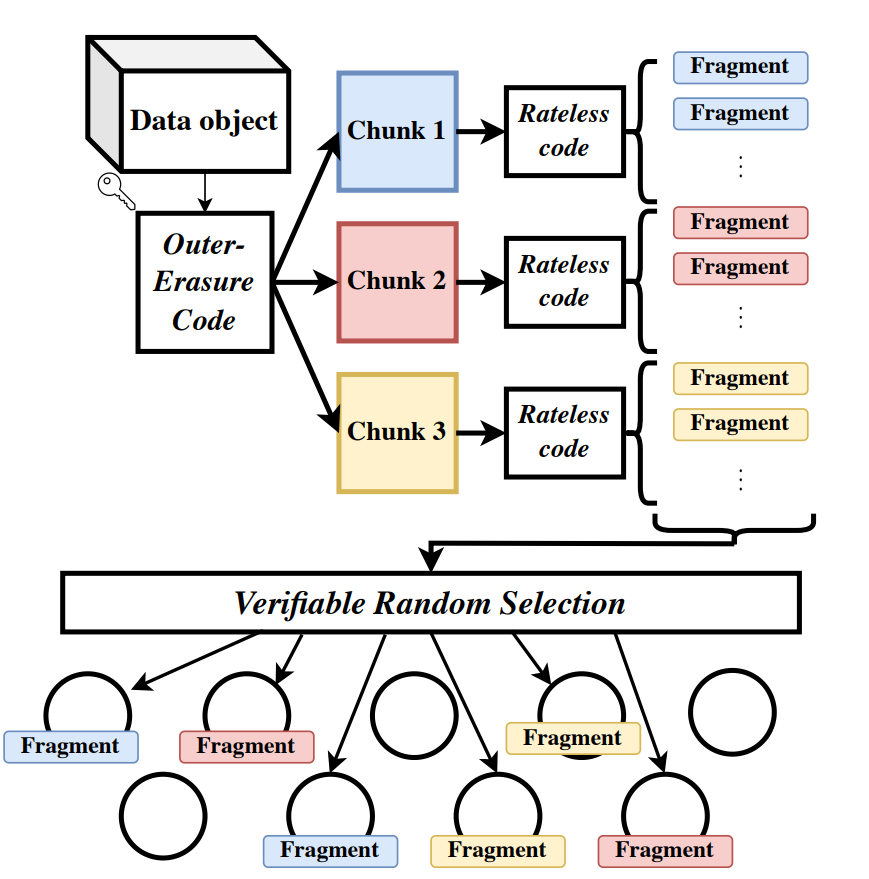 Data object
Outer-
Erasure
Code
Chunk 1
Rateless
code
Fragment
Fragment
⋮
Chunk 2
Rateless
code
Fragment
Fragment
⋮
Chunk 3
Rateless
code
Fragment
Fragment
⋮
Verifiable Random Selection
Fragment
Fragment
Fragment
Fragment
Fragment
Fragment